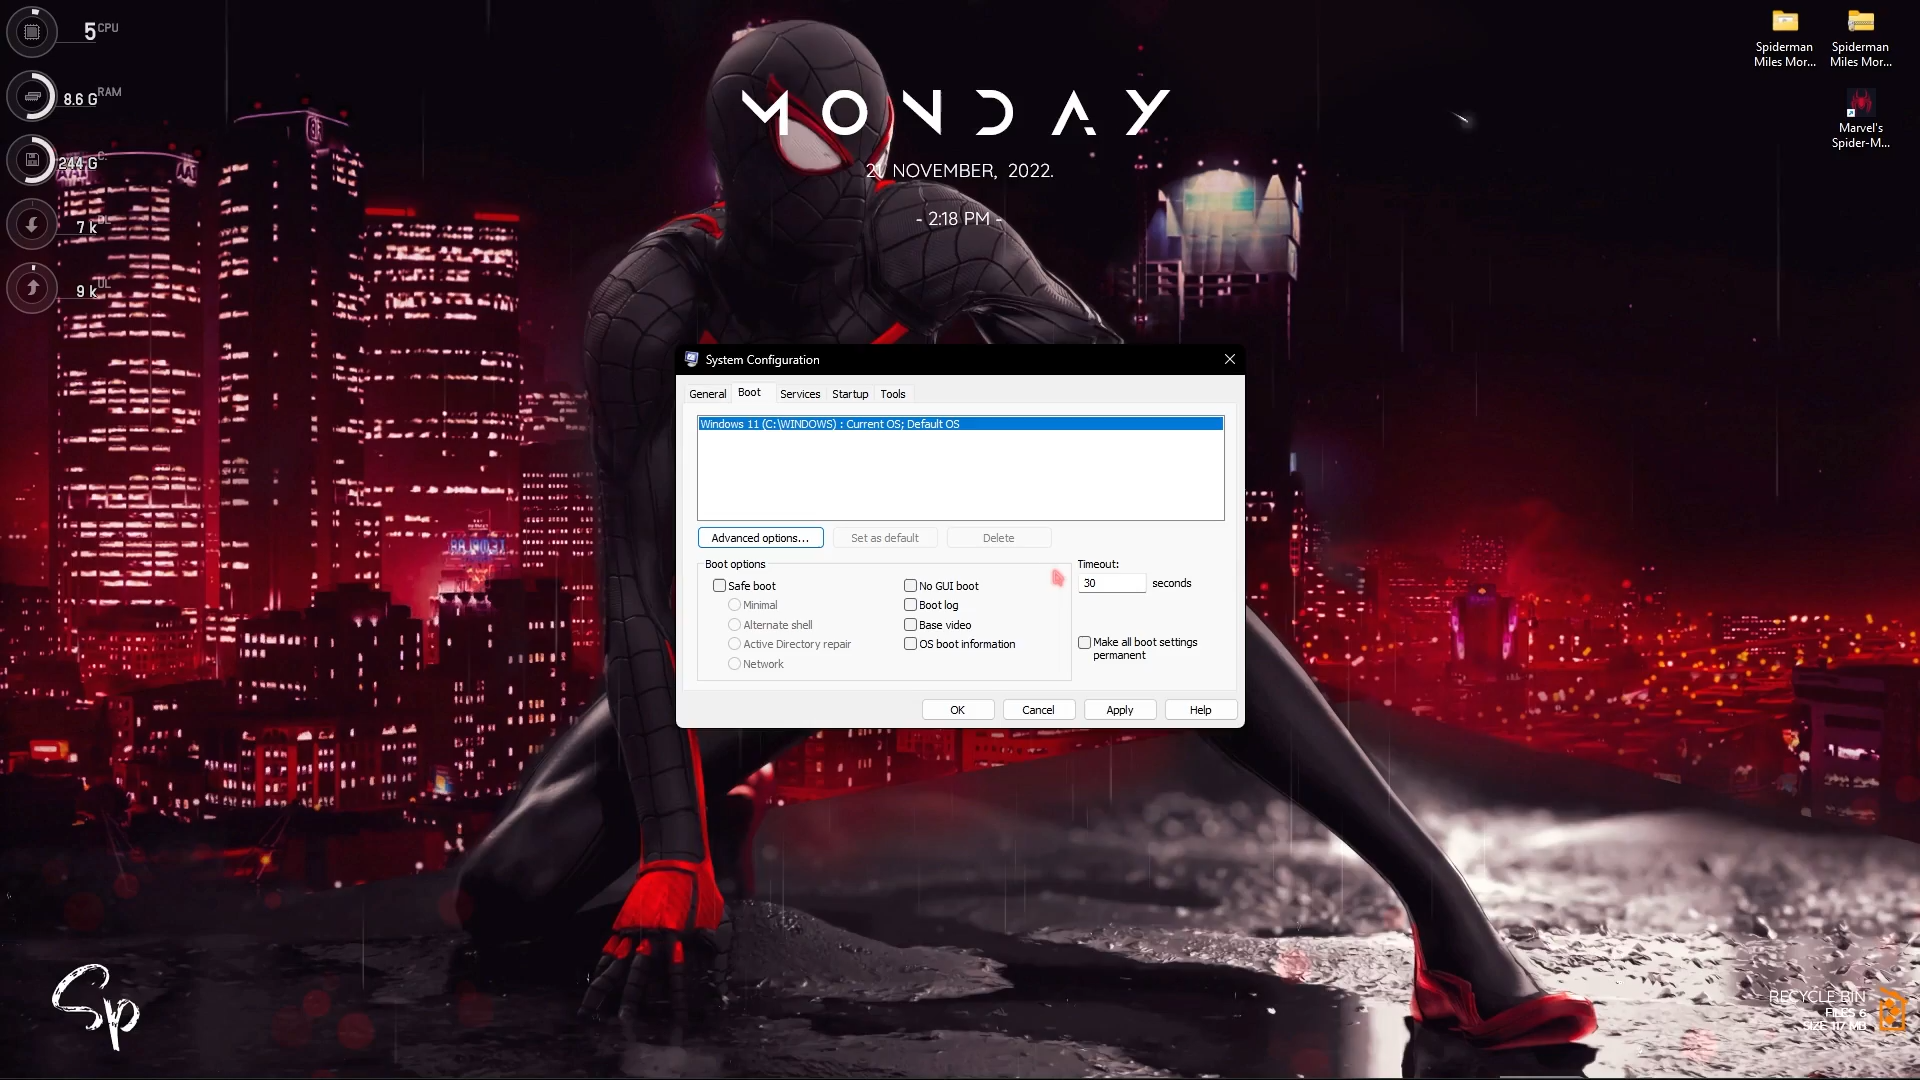 5 CPU
8.6 G RAM
244 G C:
7 k DL
9 k UL
MONDAY
21, NOVEMBER, 2022.
- 2:18 PM -
Spiderman
Miles Mor...
Spiderman
Miles Mor...
Marvel's
Spider-M...
System Configuration
General Boot Services Startup Tools
Windows 11 (C:\WINDOWS) : Current OS; Default OS
Advanced options... Set as default Delete
Boot options
Safe boot
Minimal
Alternate shell
Active Directory repair
Network
No GUI boot
Boot log
Base video
OS boot information
Timeout:
30 seconds
Make all boot settings
permanent
OK Cancel Apply Help
Sp
RECYCLE BIN
FILES 6
SIZE 117 MB